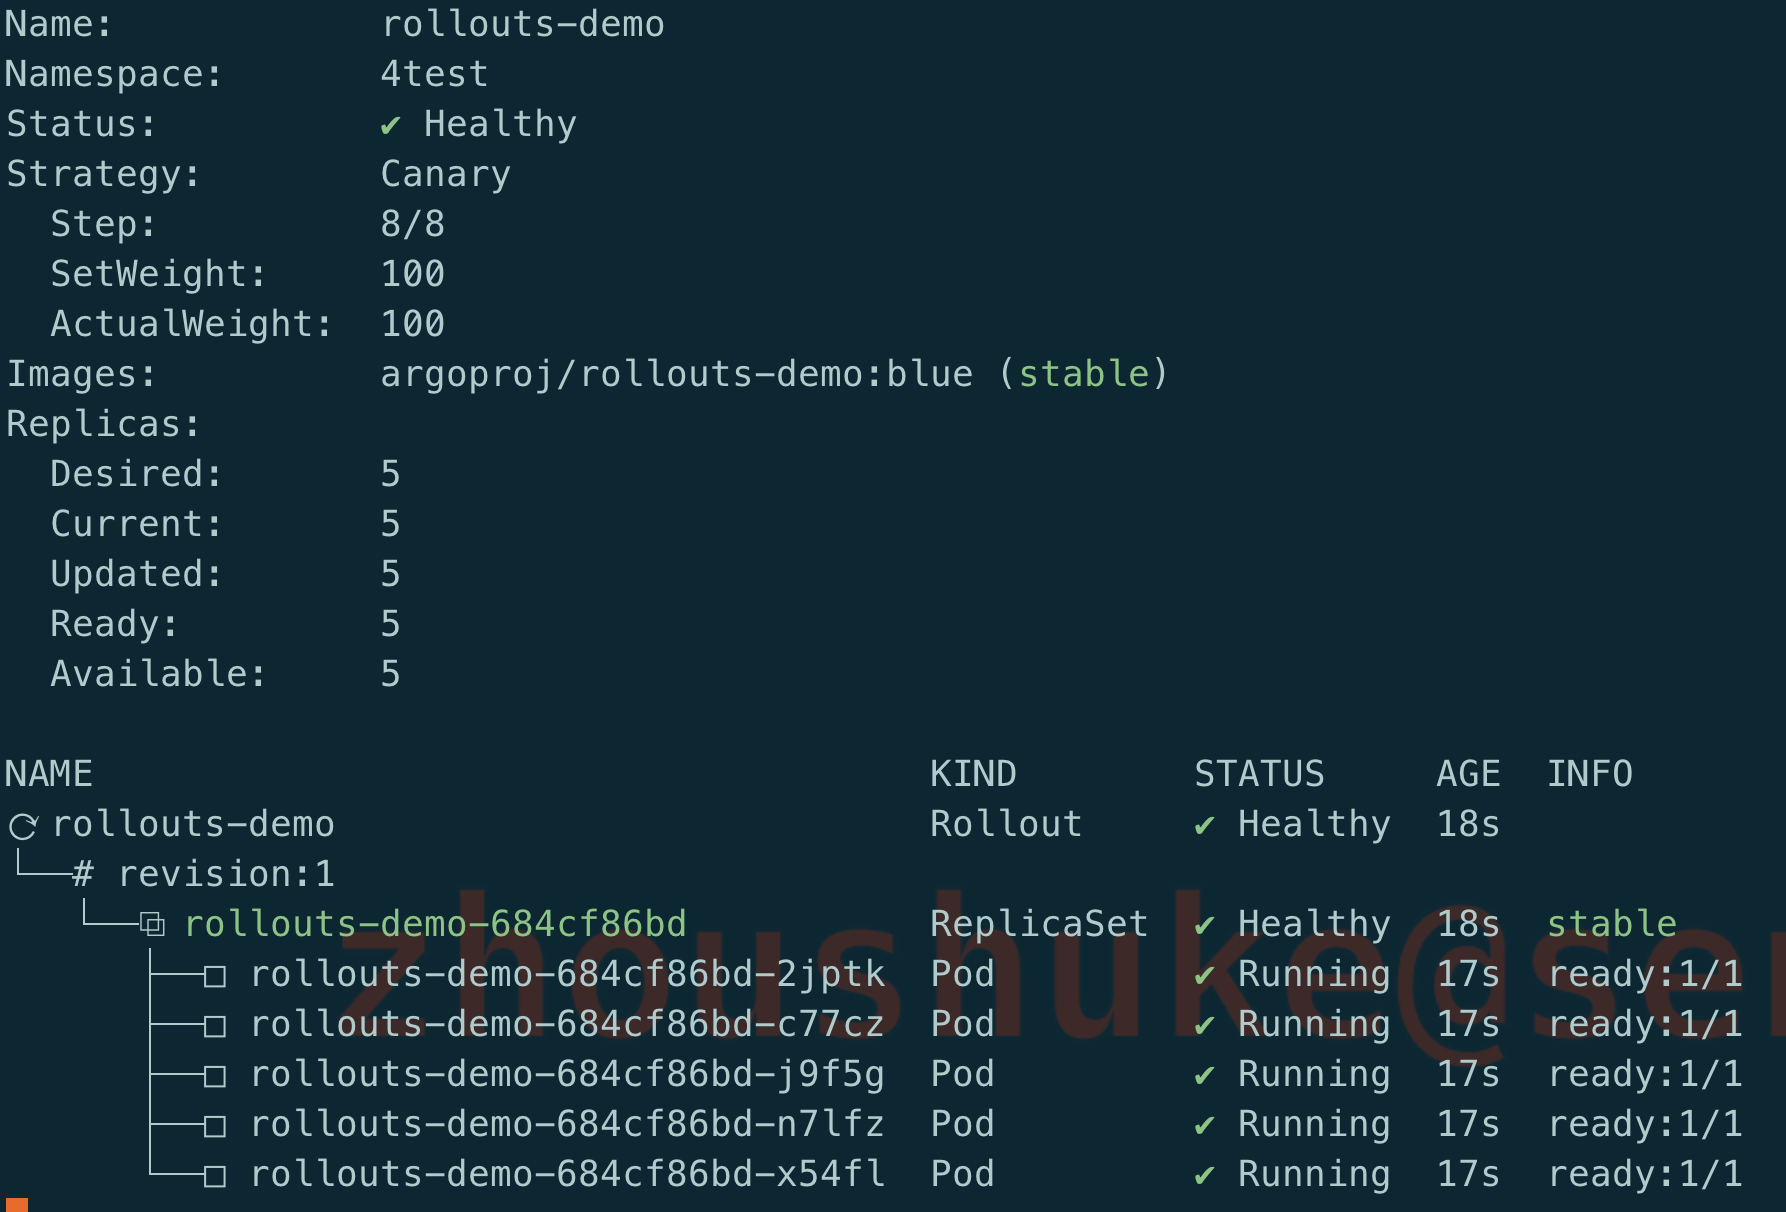 Name: rollouts-demo
Namespace: 4test
Status: ✔ Healthy
Strategy: Canary
Step: 8/8
SetWeight: 100
ActualWeight: 100
Images: argoproj/rollouts-demo:blue (stable)
Replicas:
Desired: 5
Current: 5
Updated: 5
Ready: 5
Available: 5
NAME KIND STATUS AGE INFO
⟳ rollouts-demo Rollout ✔ Healthy 18s
└──# revision:1
└──⧉ rollouts-demo-684cf86bd ReplicaSet ✔ Healthy 18s stable
├──□ rollouts-demo-684cf86bd-2jptk Pod ✔ Running 17s ready:1/1
├──□ rollouts-demo-684cf86bd-c77cz Pod ✔ Running 17s ready:1/1
├──□ rollouts-demo-684cf86bd-j9f5g Pod ✔ Running 17s ready:1/1
├──□ rollouts-demo-684cf86bd-n7lfz Pod ✔ Running 17s ready:1/1
└──□ rollouts-demo-684cf86bd-x54fl Pod ✔ Running 17s ready:1/1
zhoushuke@se